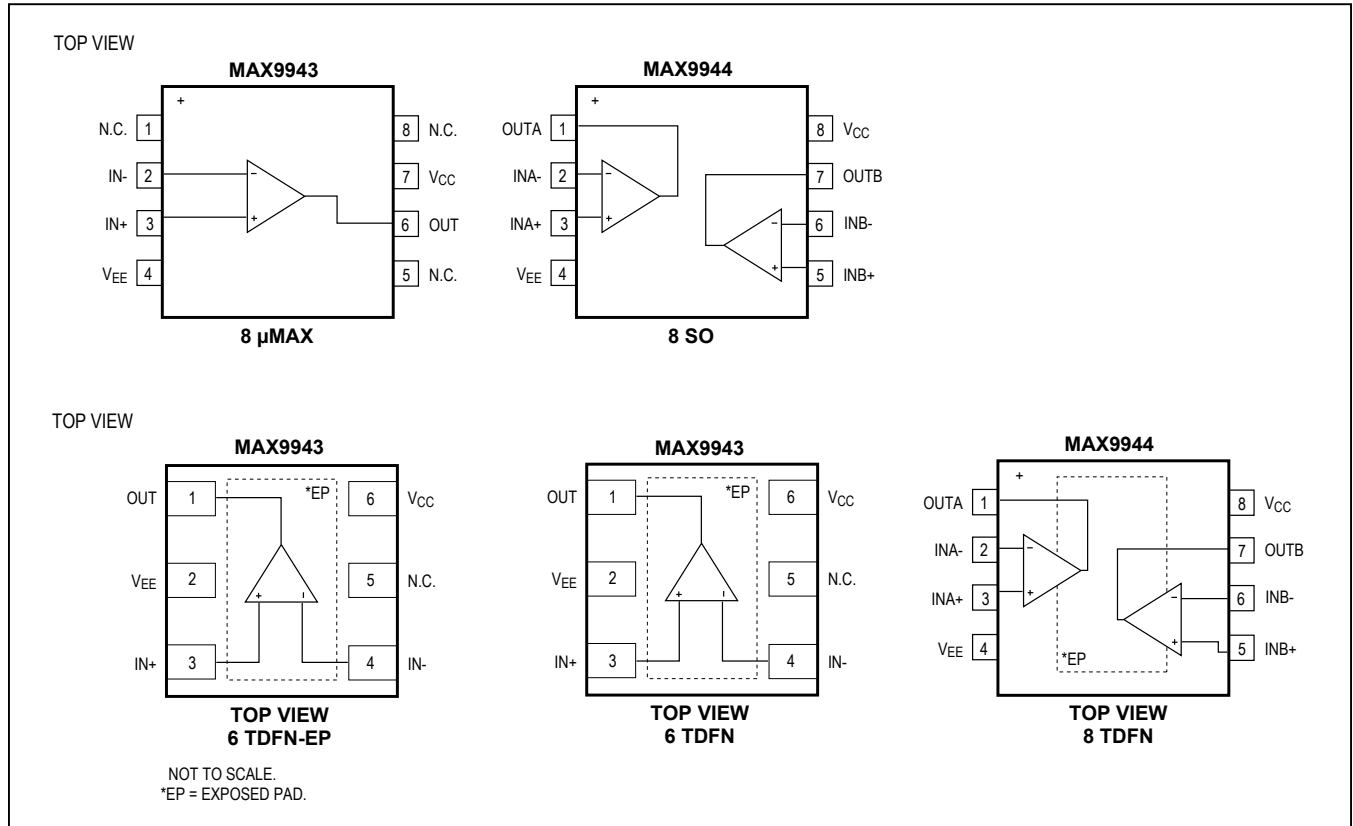 TOP VIEW
MAX9943
+
N.C. 1
IN- 2
IN+ 3
VEE 4
8 N.C.
7 VCC
6 OUT
5 N.C.
−
+
8 µMAX
MAX9944
+
OUTA 1
INA- 2
INA+ 3
VEE 4
8 VCC
7 OUTB
6 INB-
5 INB+
−
+
−
+
8 SO
TOP VIEW
MAX9943
*EP
OUT 1
VEE 2
IN+ 3
6 VCC
5 N.C.
4 IN-
+ −
TOP VIEW
6 TDFN-EP
MAX9943
*EP
OUT 1
VEE 2
IN+ 3
6 VCC
5 N.C.
4 IN-
+ −
TOP VIEW
6 TDFN
MAX9944
+
OUTA 1
INA- 2
INA+ 3
VEE 4
8 VCC
7 OUTB
6 INB-
5 INB+
−
+
−
+
*EP
TOP VIEW
8 TDFN
NOT TO SCALE.
*EP = EXPOSED PAD.